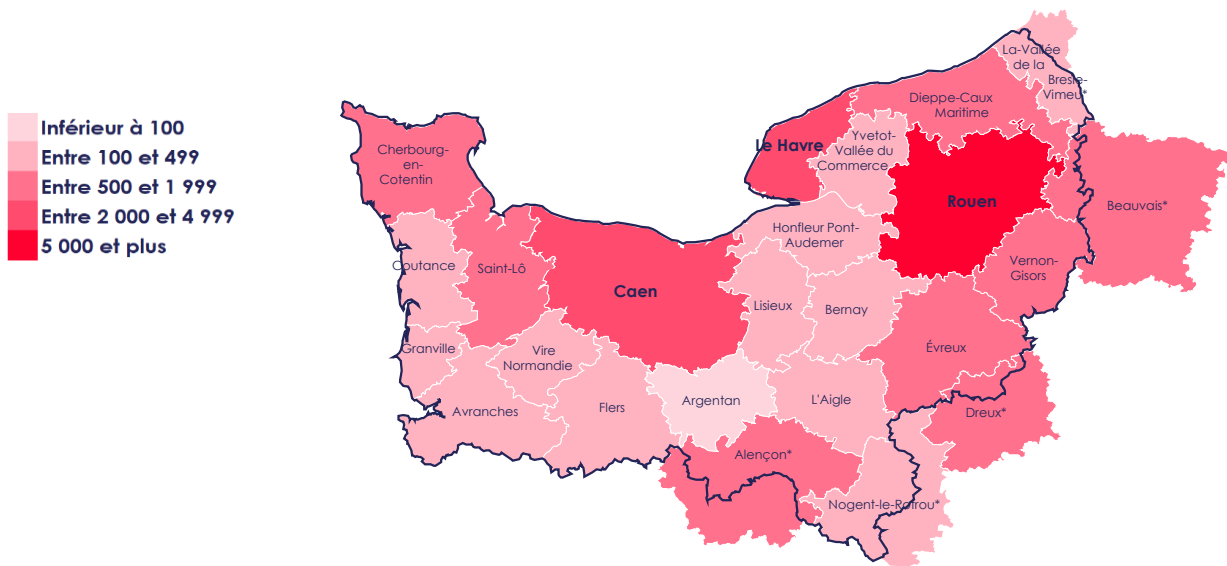 Inférieur à 100
Entre 100 et 499
Entre 500 et 1 999
Entre 2 000 et 4 999
5 000 et plus
La-Vallée
de la
Bresle-
Vimeu*
Dieppe-Caux
Maritime
Le Havre
Yvetot-
Vallée du
Commerce
Cherbourg-
en-
Cotentin
Rouen
Beauvais*
Honfleur Pont-
Audemer
Coutance
Saint-Lô
Vernon-
Gisors
Caen
Lisieux
Bernay
Granville
Vire
Normandie
Évreux
Avranches
Flers
Argentan
L'Aigle
Dreux*
Alençon*
Nogent-le-Rotrou*